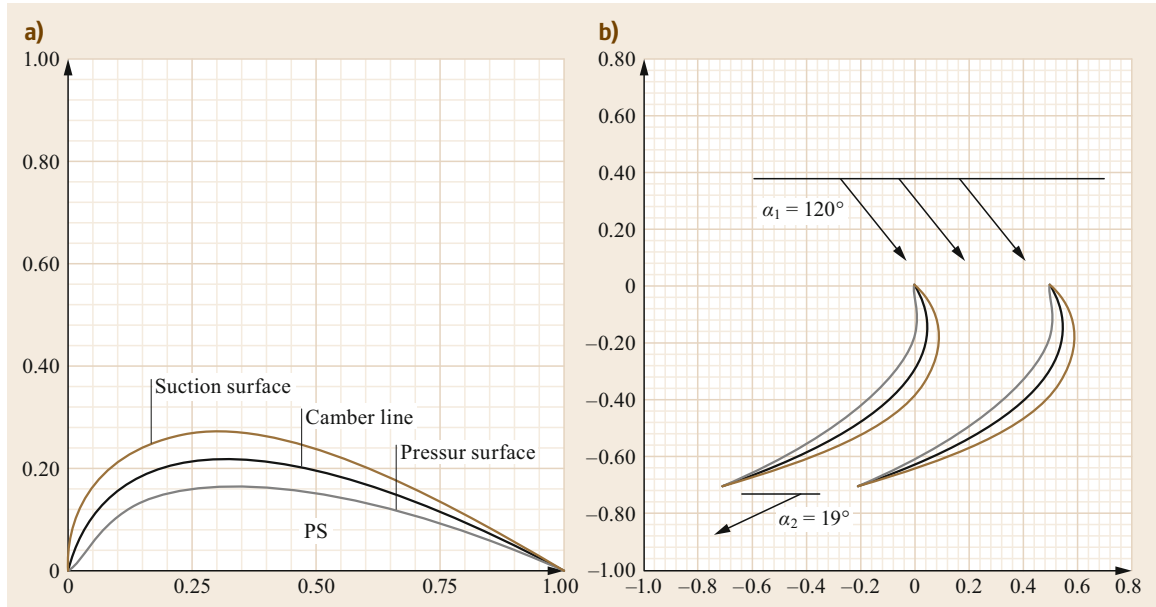 a)
1.00
0.80
0.60
0.40
0.20
0
Suction surface
Camber line
Pressur surface
PS
0 0.25 0.50 0.75 1.00
b)
0.80
0.60
0.40
0.20
0
−0.20
−0.40
−0.60
−0.80
−1.00
α1 = 120°
α2 = 19°
−1.0 −0.8 −0.6 −0.4 −0.2 0 0.2 0.4 0.6 0.8